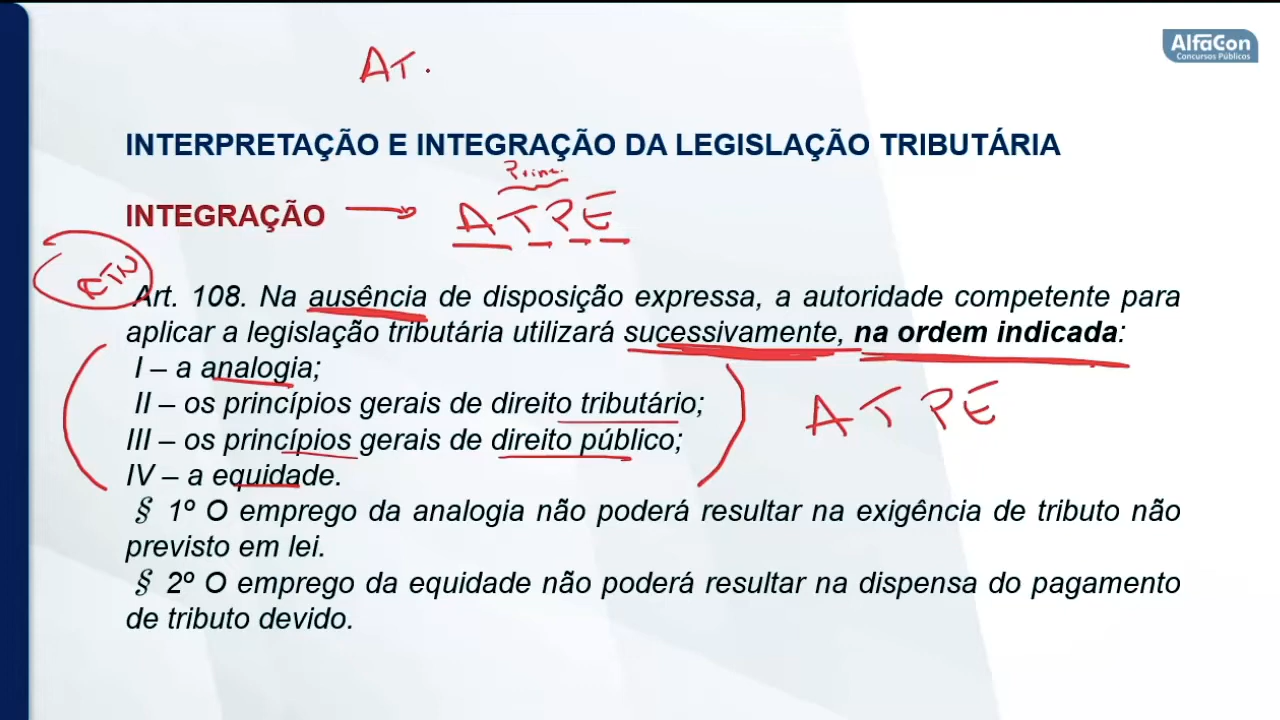 AT.
AlfaCon
Concursos Públicos
INTERPRETAÇÃO E INTEGRAÇÃO DA LEGISLAÇÃO TRIBUTÁRIA
Princ.
INTEGRAÇÃO ATPE
CTN
Art. 108. Na ausência de disposição expressa, a autoridade competente para
aplicar a legislação tributária utilizará sucessivamente, na ordem indicada:
I – a analogia;
II – os princípios gerais de direito tributário;
ATPE
III – os princípios gerais de direito público;
IV – a equidade.
§ 1º O emprego da analogia não poderá resultar na exigência de tributo não
previsto em lei.
§ 2º O emprego da equidade não poderá resultar na dispensa do pagamento
de tributo devido.